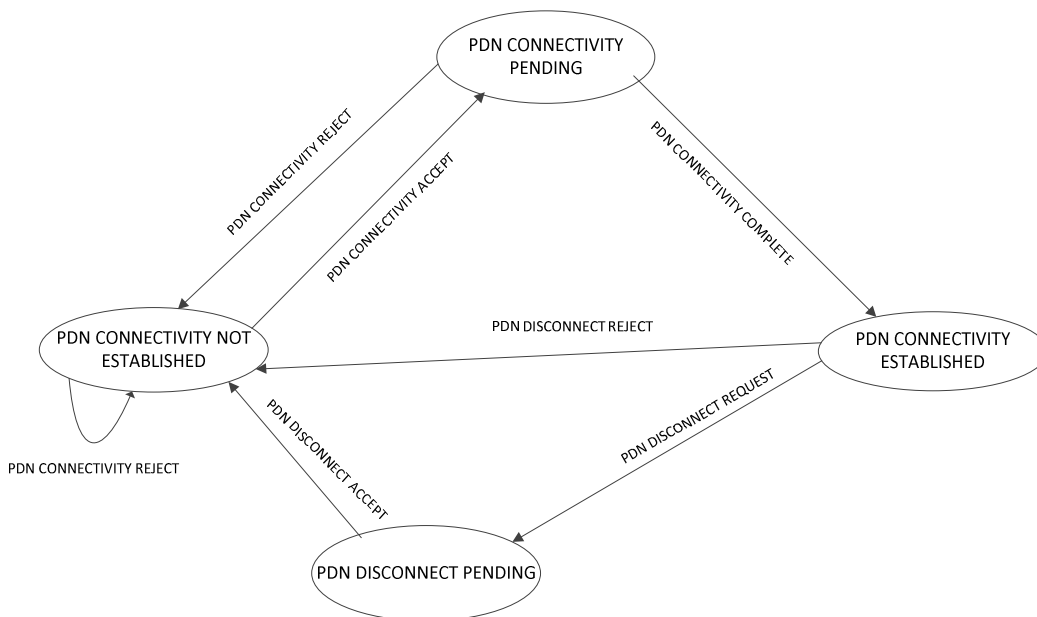 PDN CONNECTIVITY
PENDING
PDN CONNECTIVITY REJECT
PDN CONNECTIVITY ACCEPT
PDN CONNECTIVITY COMPLETE
PDN CONNECTIVITY NOT
ESTABLISHED
PDN DISCONNECT REJECT
PDN CONNECTIVITY
ESTABLISHED
PDN DISCONNECT REQUEST
PDN DISCONNECT ACCEPT
PDN CONNECTIVITY REJECT
PDN DISCONNECT PENDING